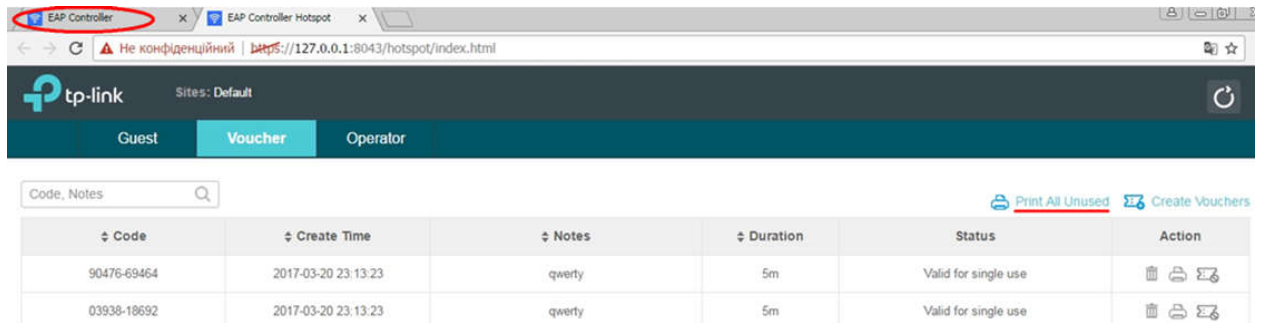 EAP Controller EAP Controller Hotspot
Не конфіденційний | https://127.0.0.1:8043/hotspot/index.html
tp-link Sites: Default
Guest Voucher Operator
Code, Notes Print All Unused Create Vouchers
Code Create Time Notes Duration Status Action
90476-69464 2017-03-20 23:13:23 qwerty 5m Valid for single use
03938-18692 2017-03-20 23:13:23 qwerty 5m Valid for single use